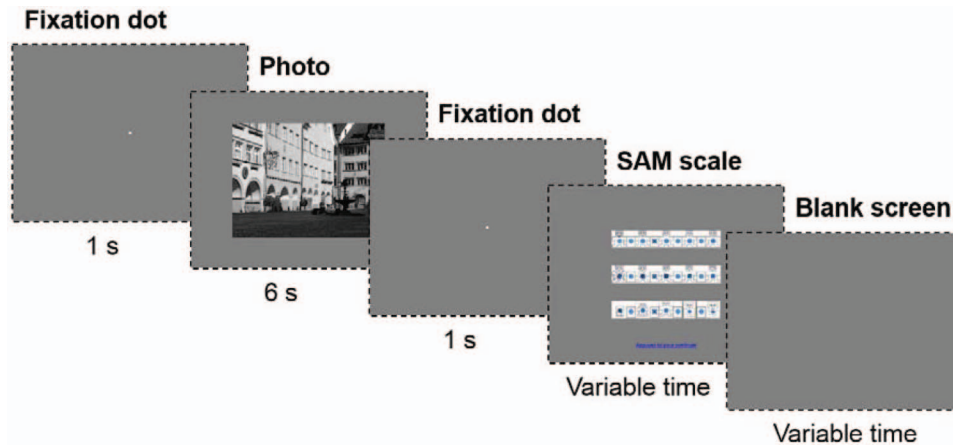 Fixation dot
Photo
Fixation dot
SAM scale
Blank screen
1 s
6 s
1 s
Variable time
Variable time